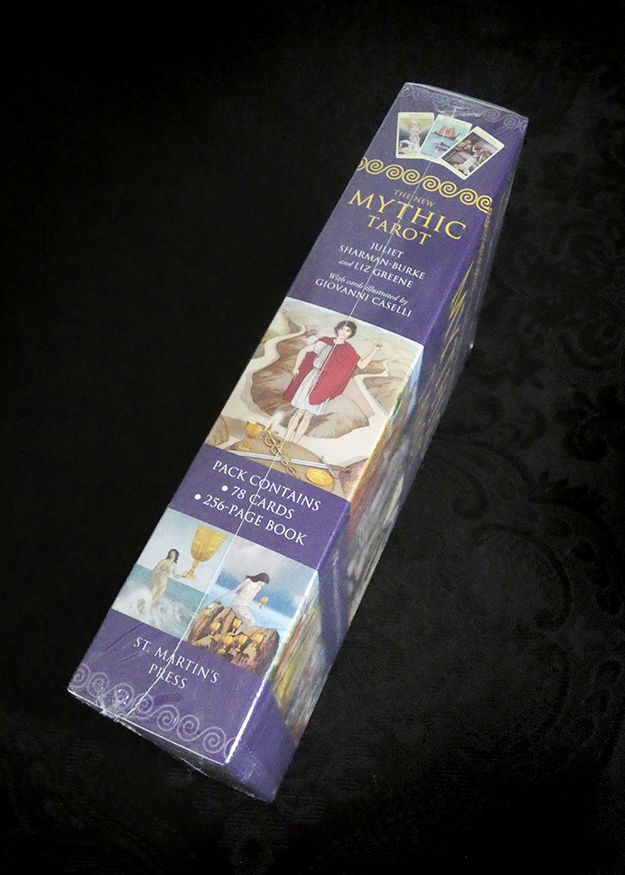 THE NEW
MYTHIC
TAROT
JULIET
SHARMAN-BURKE
and LIZ GREENE
With cards illustrated by
GIOVANNI CASELLI
PACK CONTAINS
• 78 CARDS
• 256-PAGE BOOK
ST. MARTIN'S
PRESS